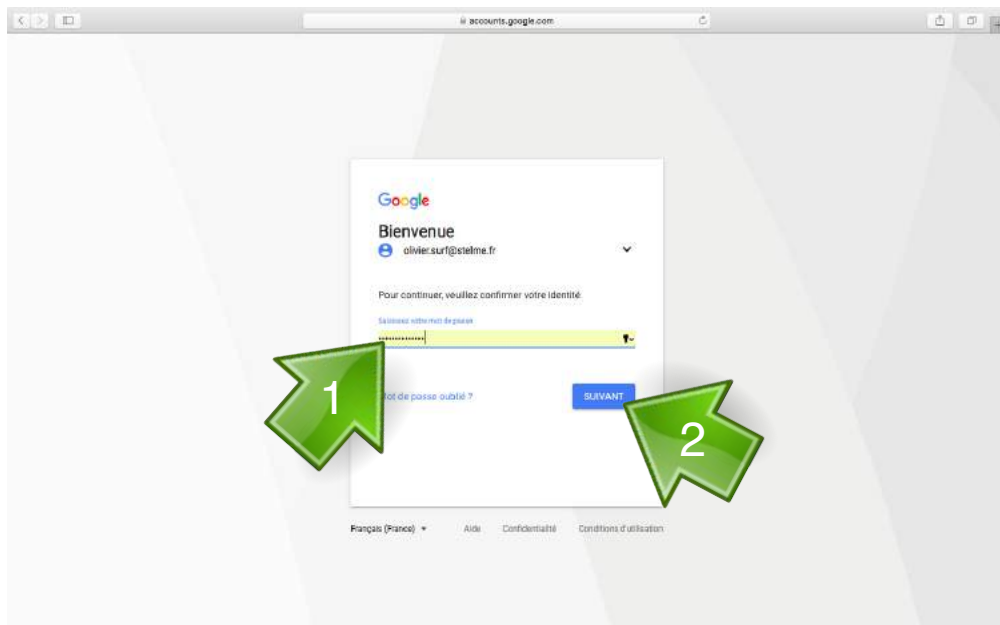 accounts.google.com
Google
Bienvenue
olivier.surf@stelme.fr
Pour continuer, veuillez confirmer votre identité
Saisissez votre mot de passe
••••••••••••••
1
Mot de passe oublié ?
SUIVANT
2
Français (France)
Aide
Confidentialité
Conditions d'utilisation